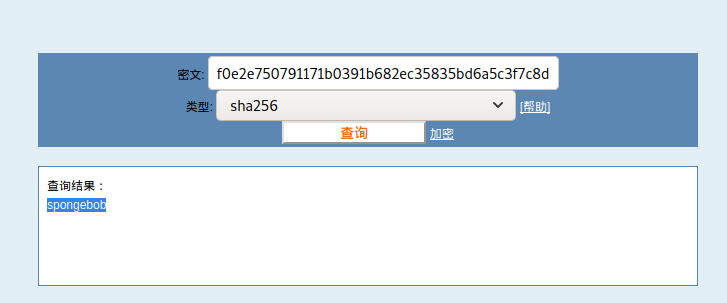 密文: f0e2e750791171b0391b682ec35835bd6a5c3f7c8d
类型: sha256 [帮助]
查询 加密
查询结果：
spongebob